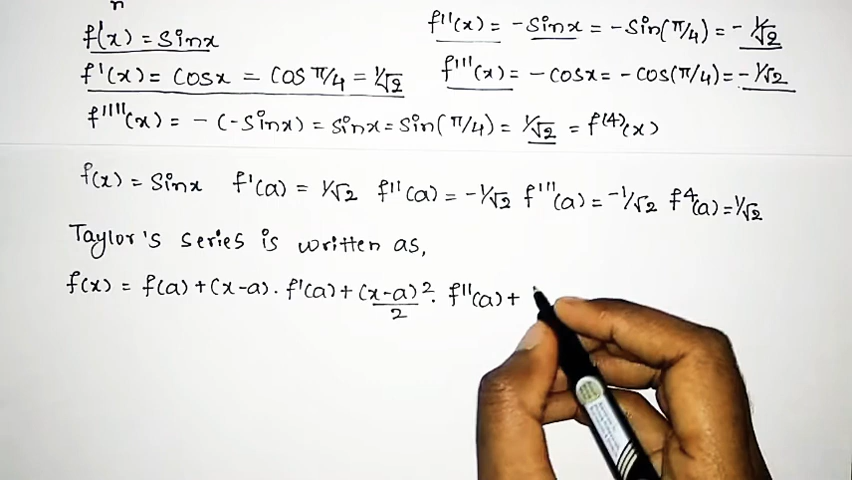 n
f(x) = sinx
f''(x) = -sinx = -sin(π/4) = -1/√2
f'(x) = cosx = cos π/4 = 1/√2
f'''(x) = -cosx = -cos(π/4) = -1/√2
f''''(x) = -(-sinx) = sinx = sin(π/4) = 1/√2 = f⁽⁴⁾(x)
f(x) = sinx f'(a) = 1/√2 f''(a) = -1/√2 f'''(a) = -1/√2 f⁴(a) = 1/√2
Taylor's series is written as,
f(x) = f(a) + (x-a) . f'(a) + (x-a)²/2 . f''(a) +